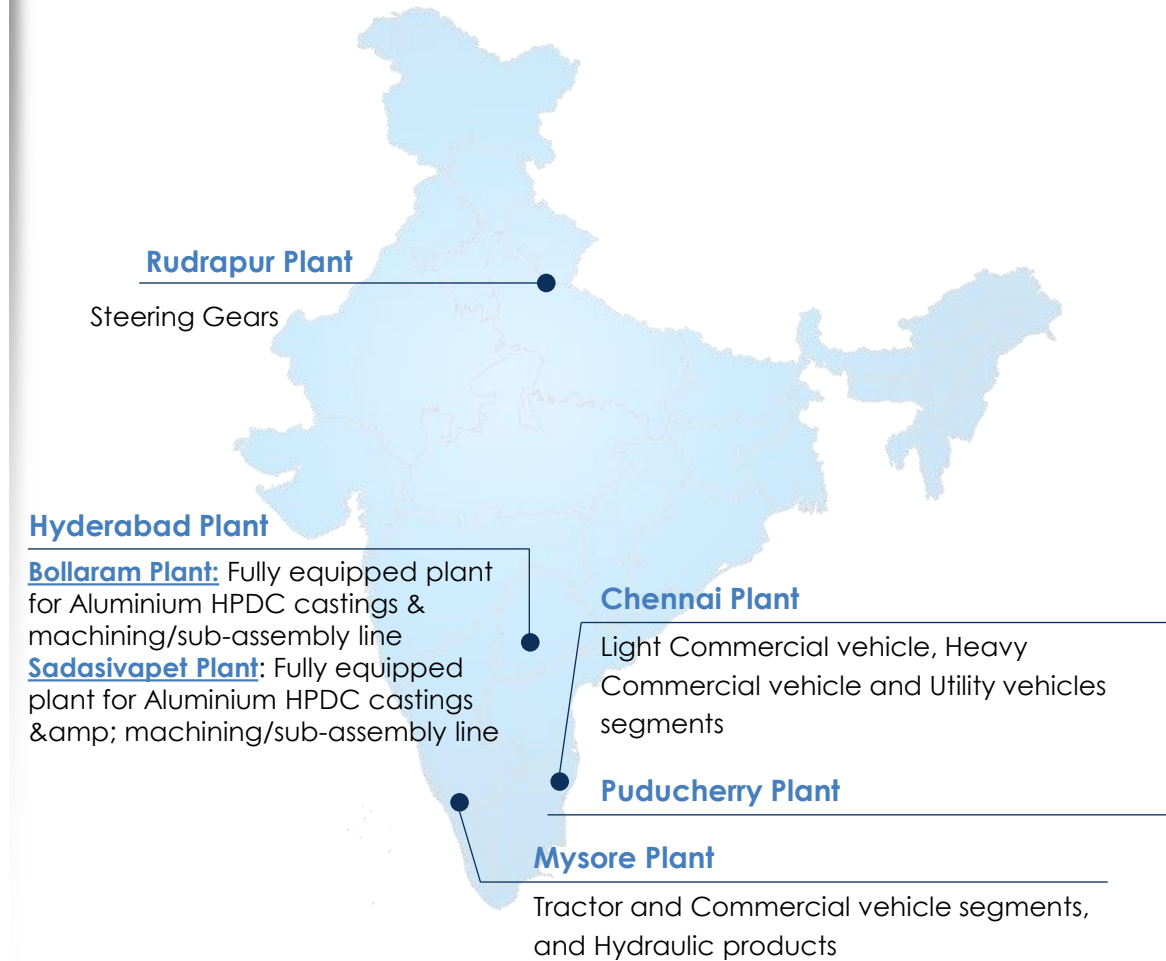 Rudrapur Plant
Steering Gears
Hyderabad Plant
Bollaram Plant: Fully equipped plant
for Aluminium HPDC castings &
machining/sub-assembly line
Sadasivapet Plant: Fully equipped
plant for Aluminium HPDC castings
&amp; machining/sub-assembly line
Chennai Plant
Light Commercial vehicle, Heavy
Commercial vehicle and Utility vehicles
segments
Puducherry Plant
Mysore Plant
Tractor and Commercial vehicle segments,
and Hydraulic products